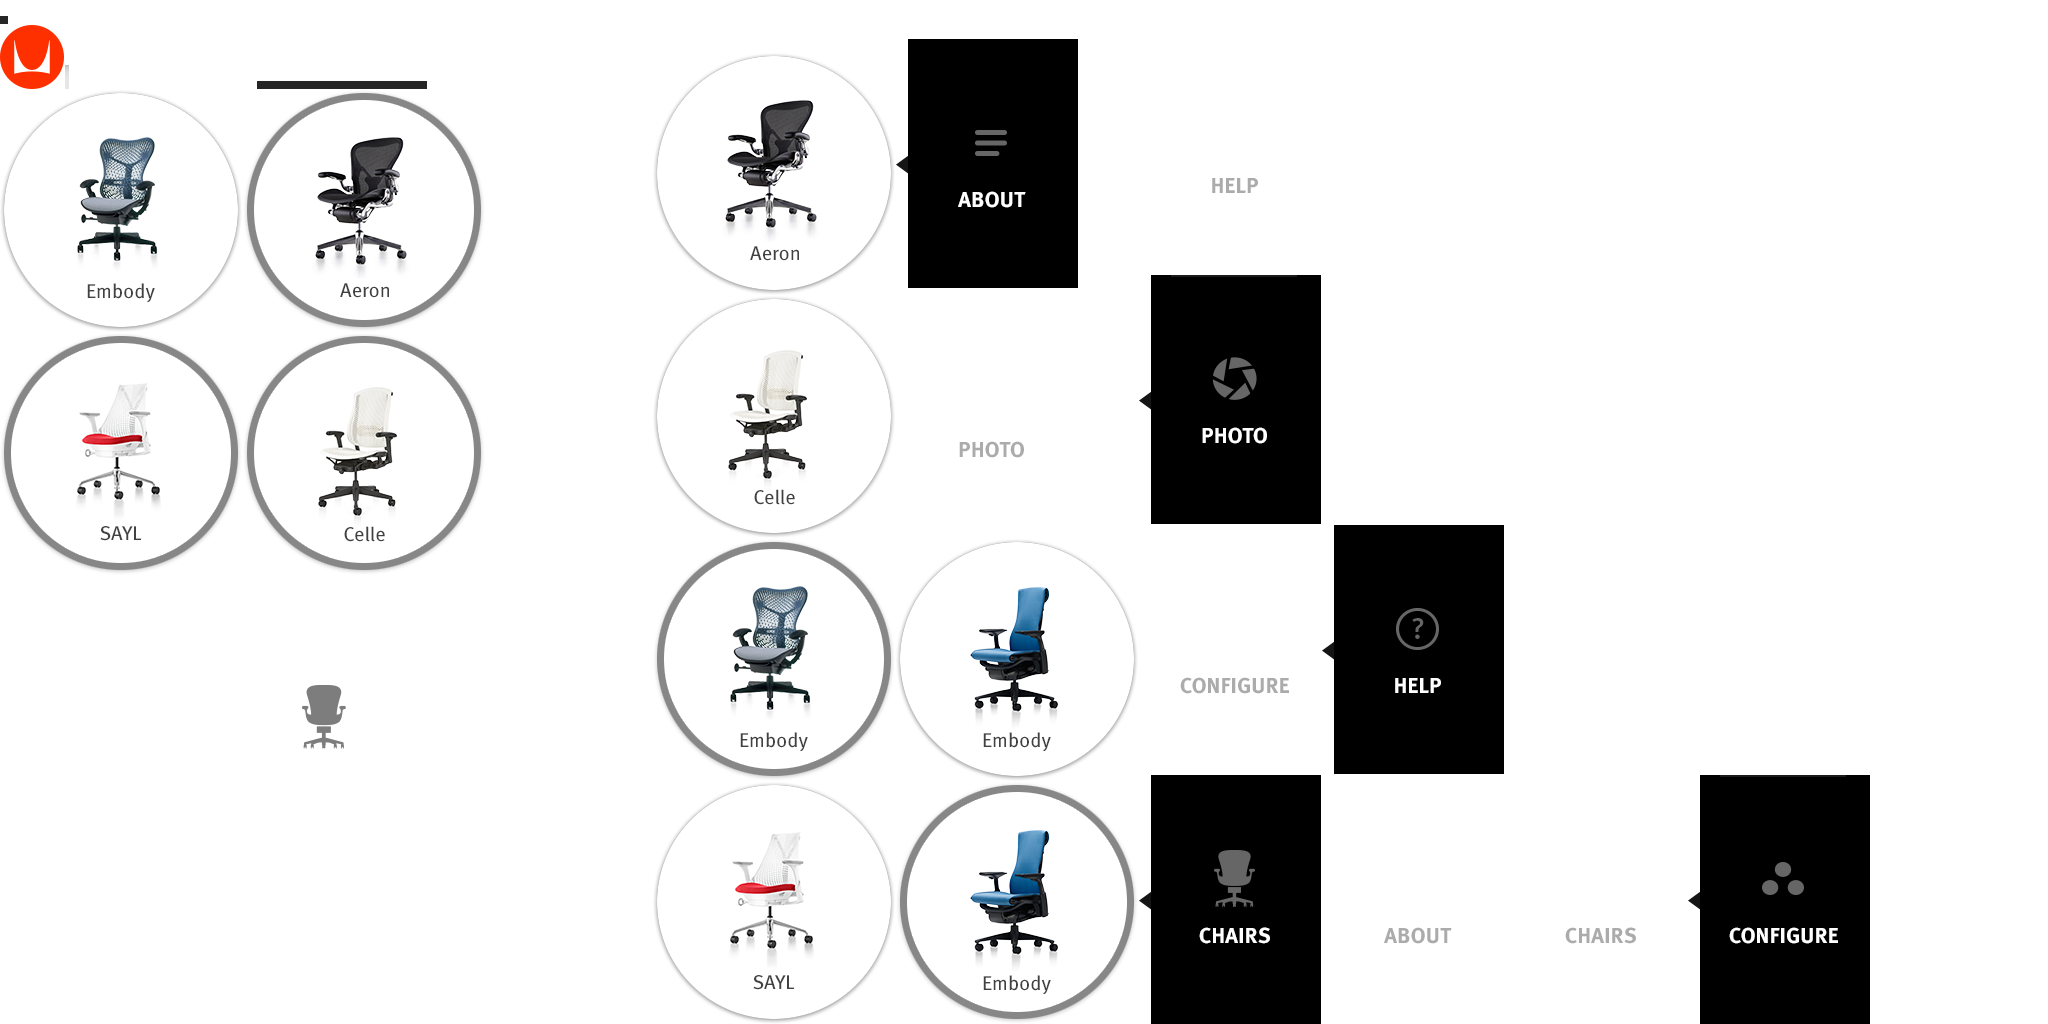 ABOUT
HELP
Aeron
Embody
Aeron
PHOTO
PHOTO
Celle
SAYL
Celle
CONFIGURE
HELP
Embody
Embody
CHAIRS
ABOUT
CHAIRS
CONFIGURE
SAYL
Embody